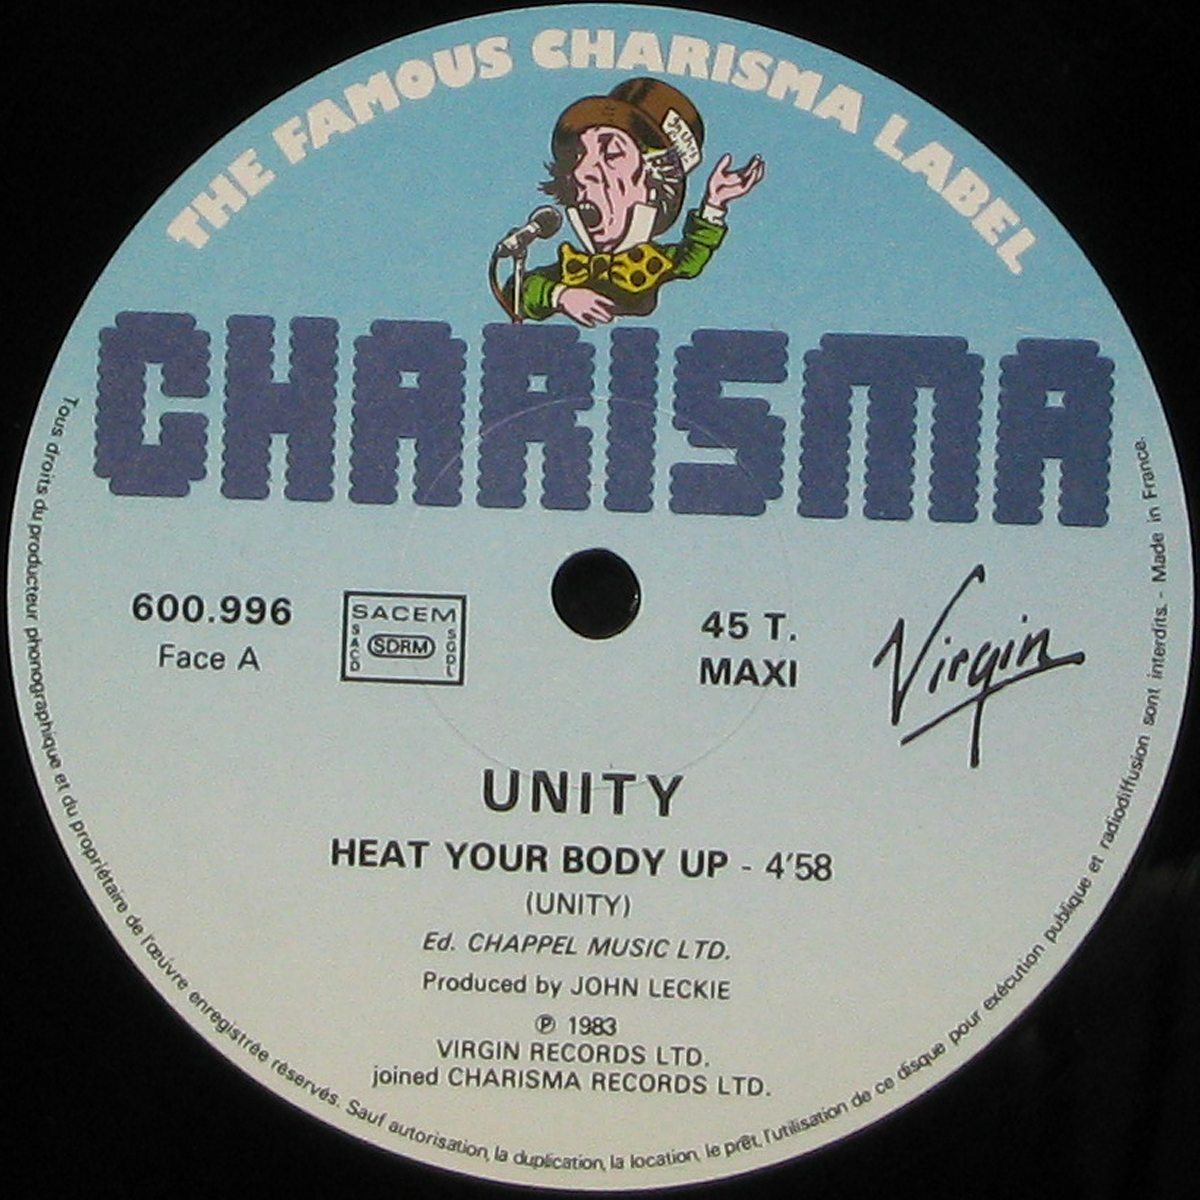 THE FAMOUS CHARISMA LABEL
CHARISMA
600.996
Face A
SACEM
SACD
SDRM
SGDL
45 T.
MAXI
Virgin
UNITY
HEAT YOUR BODY UP - 4'58
(UNITY)
Ed. CHAPPEL MUSIC LTD.
Produced by JOHN LECKIE
℗ 1983
VIRGIN RECORDS LTD.
joined CHARISMA RECORDS LTD.
Tous droits du producteur phonographique et du propriétaire de l'œuvre enregistrée réservés. Sauf autorisation, la duplication, la location, le prêt, l'utilisation de ce disque pour exécution publique et radiodiffusion sont interdits. - Made in France.